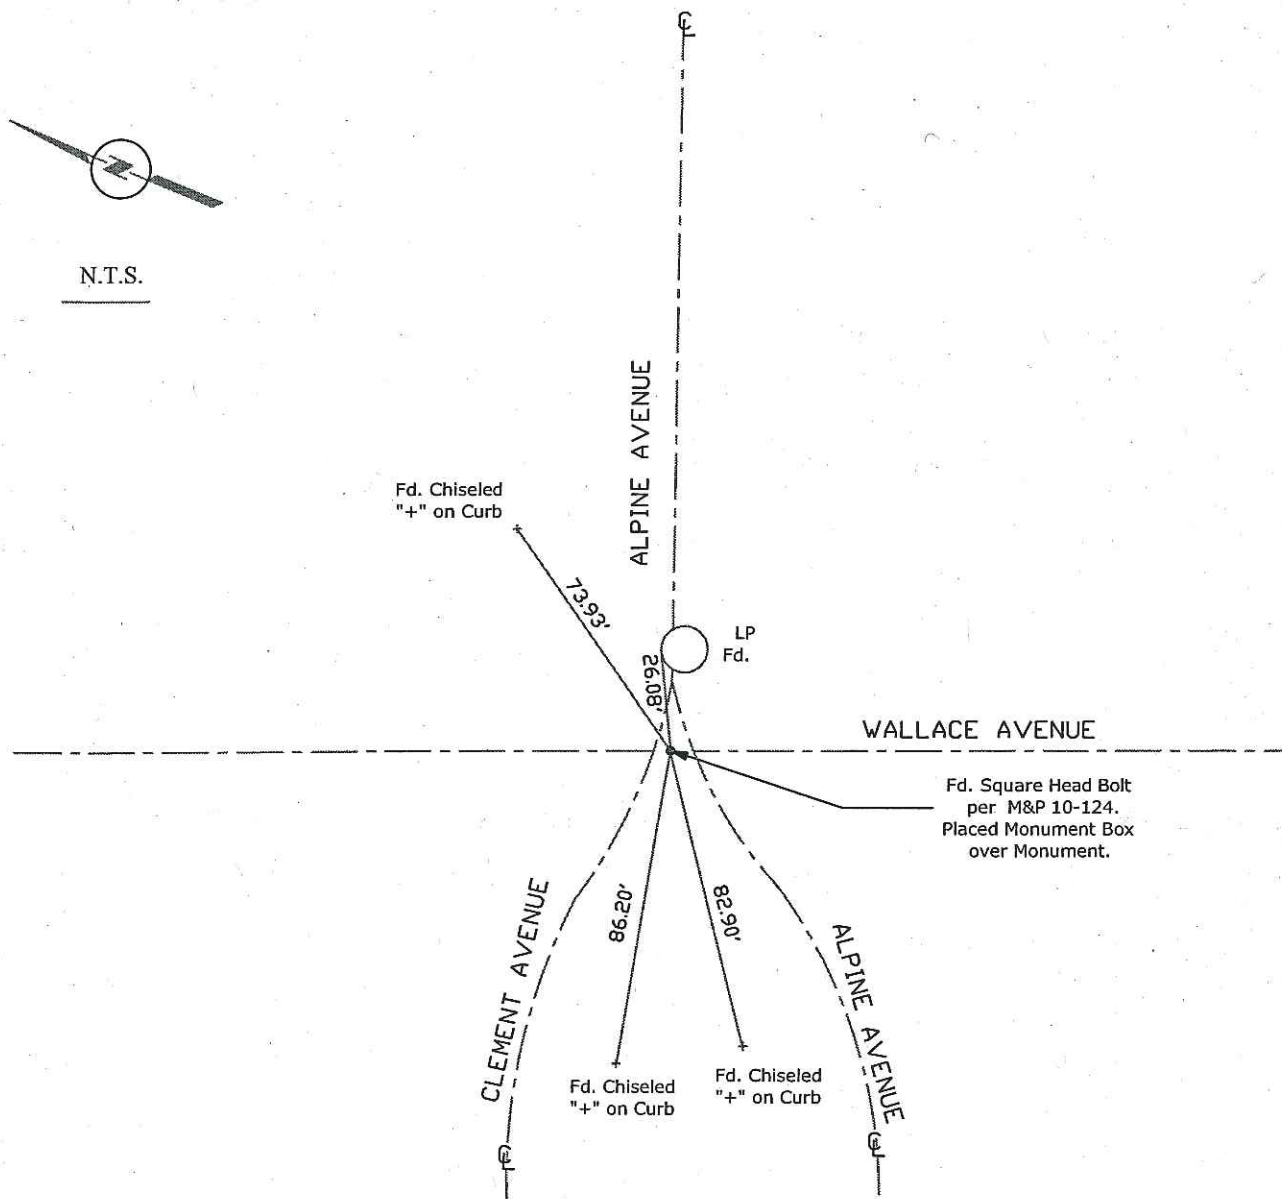 ℄
N
N.T.S.
ALPINE AVENUE
Fd. Chiseled
"+" on Curb
73.93'
LP
Fd.
26.08'
WALLACE AVENUE
Fd. Square Head Bolt
per M&P 10-124.
Placed Monument Box
over Monument.
86.20'
82.90'
CLEMENT AVENUE
ALPINE AVENUE
Fd. Chiseled
"+" on Curb
Fd. Chiseled
"+" on Curb
℄
℄